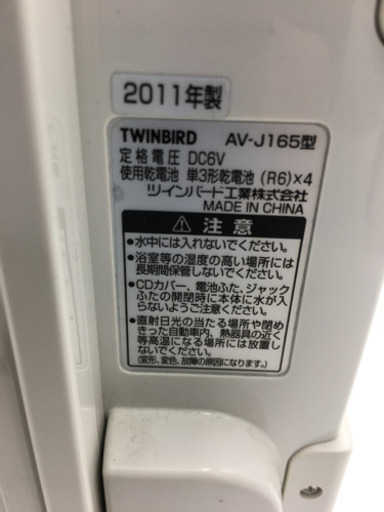 2011年製
TWINBIRD AV-J165型
定格電圧 DC6V
使用乾電池 単3形乾電池(R6)×4
ツインバード工業株式会社
MADE IN CHINA
注意
●水中には入れないでください。
●浴室等の湿度の高い場所には
長期間保管しないでください。
●CDカバー、電池ふた、ジャック
ふたの開閉時に本体に水が入
らないようご注意ください。
●直射日光の当たる場所や閉め
きった自動車内、熱器具の近く
等高温になる場所には放置し
ないでください。
(変形、変色、故障の原因になります。)